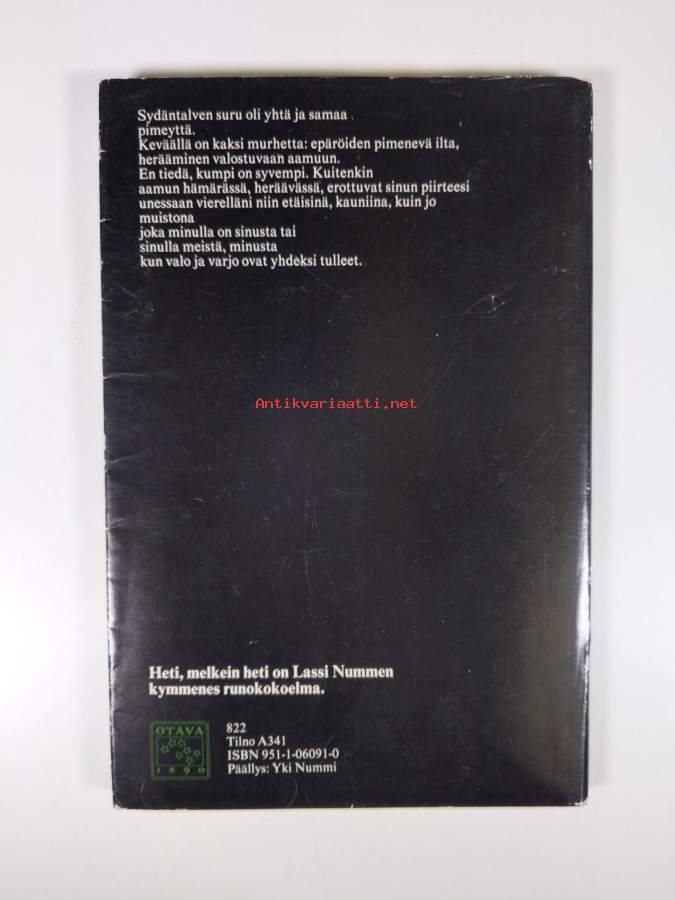 Sydäntalven suru oli yhtä ja samaa
pimeyttä.
Keväällä on kaksi murhetta: epäröiden pimenevä ilta,
herääminen valostuvaan aamuun.
En tiedä, kumpi on syvempi. Kuitenkin
aamun hämärässä, heräävässä, erottuvat sinun piirteesi
unessaan vierelläni niin etäisinä, kauniina, kuin jo
muistona
joka minulla on sinusta tai
sinulla meistä, minusta
kun valo ja varjo ovat yhdeksi tulleet.
Antikvariaatti.net
Heti, melkein heti on Lassi Nummen
kymmenes runokokoelma.
OTAVA
1890
822
Tilno A341
ISBN 951-1-06091-0
Päällys: Yki Nummi